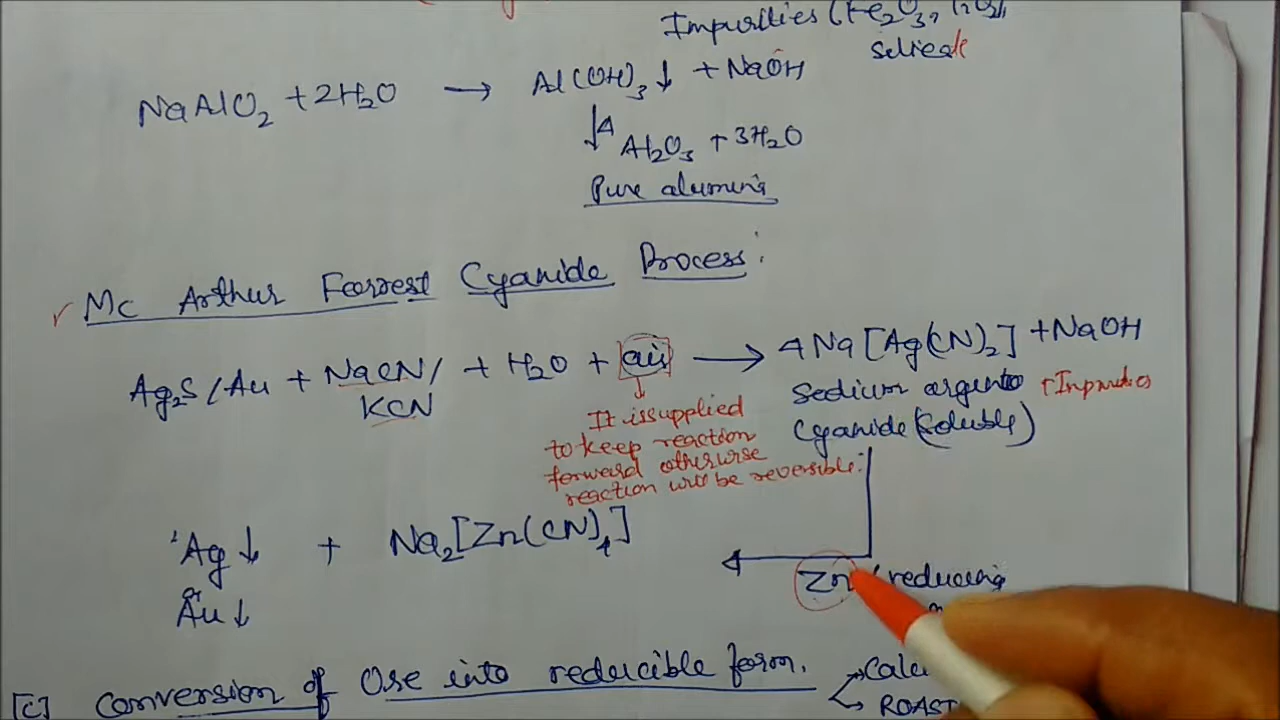 Impurities (Fe2O3,
Selicate
NaAlO2 + 2H2O → Al(OH)3 ↓ + NaOH
↓Δ Al2O3 + 3H2O
Pure alumina
Mc Arthur Forrest Cyanide Process:
Ag2S / Au + NaCN / + H2O + air → 4Na[Ag(CN)2] + NaOH
KCN
Sodium argento + Impurities
It is supplied
Cyanide (Soluble)
to keep reaction
forward otherwise
reaction will be reversible.
Ag ↓ + Na2[Zn(CN)4]
Zn reducing
or
Au ↓
[C] Conversion of Ore into reducible form.